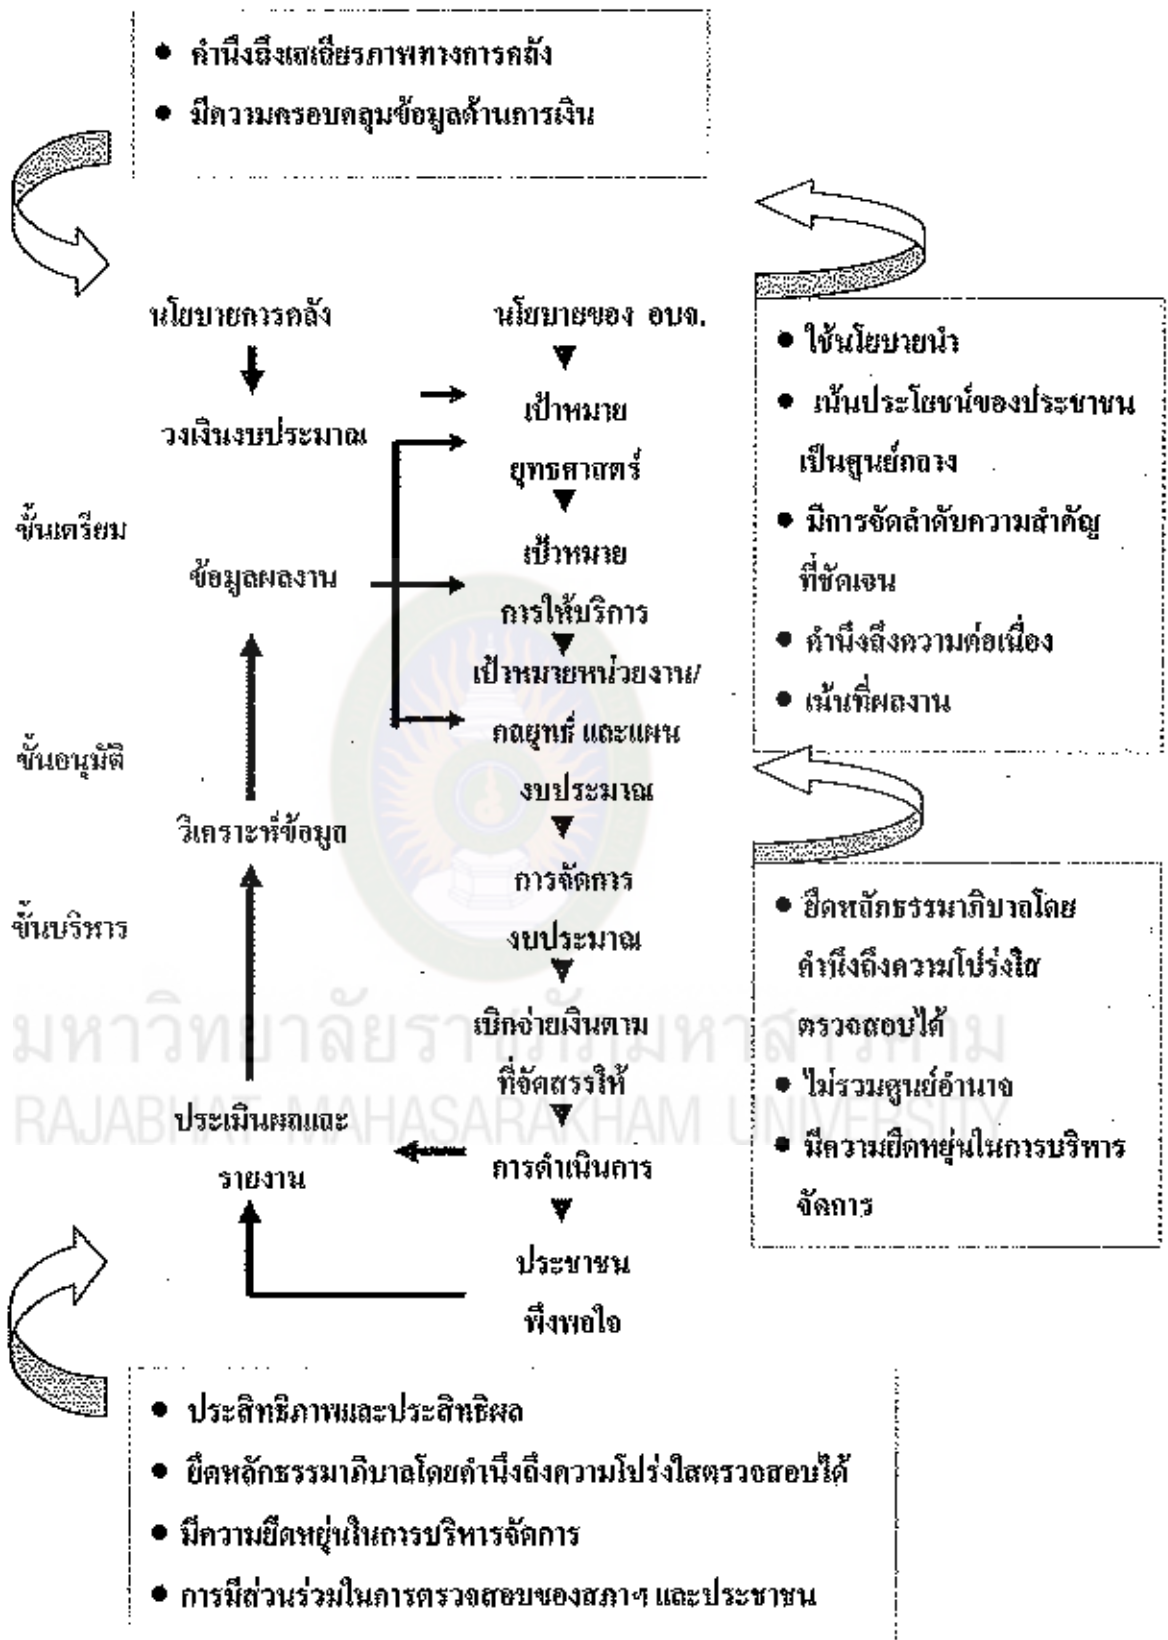 ● คำนึงถึงเสถียรภาพทางการคลัง
● มีความครอบคลุมข้อมูลด้านการเงิน
นโยบายการคลัง
นโยบายของ อบจ.
วงเงินงบประมาณ
เป้าหมาย
ยุทธศาสตร์
ขั้นเตรียม
ข้อมูลผลงาน
เป้าหมาย
การให้บริการ
เป้าหมายหน่วยงาน/
กลยุทธ์ และแผน
งบประมาณ
ขั้นอนุมัติ
วิเคราะห์ข้อมูล
การจัดการ
งบประมาณ
ขั้นบริหาร
เบิกจ่ายเงินตาม
ที่จัดสรรให้
ประเมินผลและ
รายงาน
การดำเนินการ
ประชาชน
พึงพอใจ
● ใช้นโยบายนำ
● เน้นประโยชน์ของประชาชน
เป็นศูนย์กลาง
● มีการจัดลำดับความสำคัญ
ที่ชัดเจน
● คำนึงถึงความต่อเนื่อง
● เน้นที่ผลงาน
● ยึดหลักธรรมาภิบาลโดย
คำนึงถึงความโปร่งใส
ตรวจสอบได้
● ไม่รวมศูนย์อำนาจ
● มีความยืดหยุ่นในการบริหาร
จัดการ
● ประสิทธิภาพและประสิทธิผล
● ยึดหลักธรรมาภิบาลโดยคำนึงถึงความโปร่งใสตรวจสอบได้
● มีความยืดหยุ่นในการบริหารจัดการ
● การมีส่วนร่วมในการตรวจสอบของสภาฯ และประชาชน
มหาวิทยาลัยราชภัฏมหาสารคาม
RAJABHAT MAHASARAKHAM UNIVERSITY